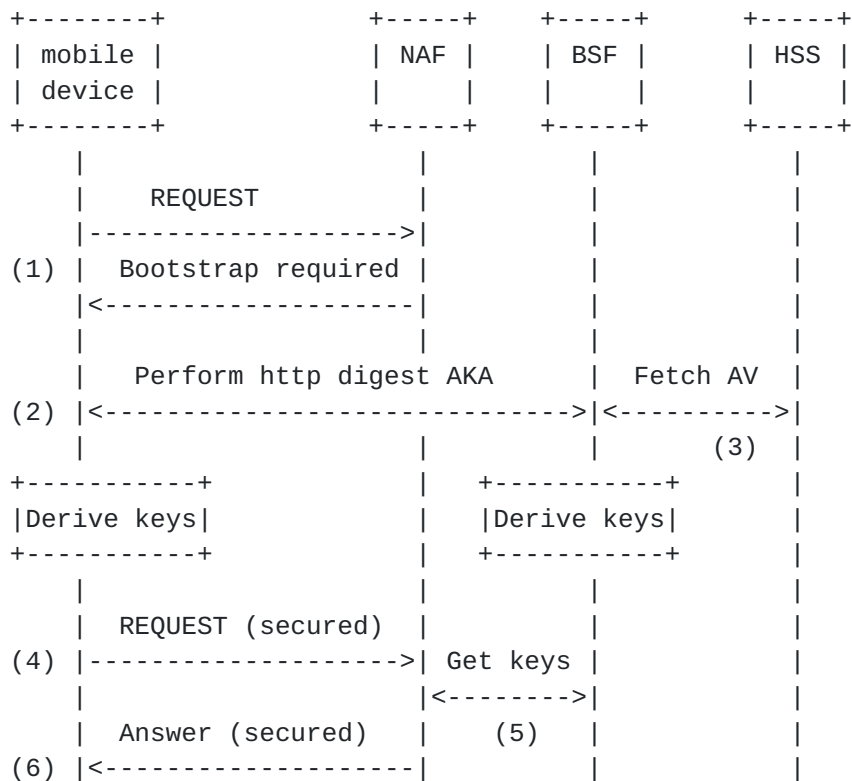 +--------+             +-----+    +-----+      +-----+
| mobile |             | NAF |    | BSF |      | HSS |
| device |             |     |    |     |      |     |
+--------+             +-----+    +-----+      +-----+
    |                     |          |            |
    |    REQUEST          |          |            |
    |-------------------->|          |            |
(1) |  Bootstrap required |          |            |
    |<--------------------|          |            |
    |                     |          |            |
    |   Perform http digest AKA      |  Fetch AV  |
(2) |<------------------------------>|<---------->|
    |                     |          |       (3)  |
+-----------+             |   +-----------+       |
|Derive keys|             |   |Derive keys|       |
+-----------+             |   +-----------+       |
    |                     |          |            |
    |  REQUEST (secured)  |          |            |
(4) |-------------------->| Get keys |            |
    |                     |<-------->|            |
    |  Answer (secured)   |    (5)   |            |
(6) |<--------------------|          |            |